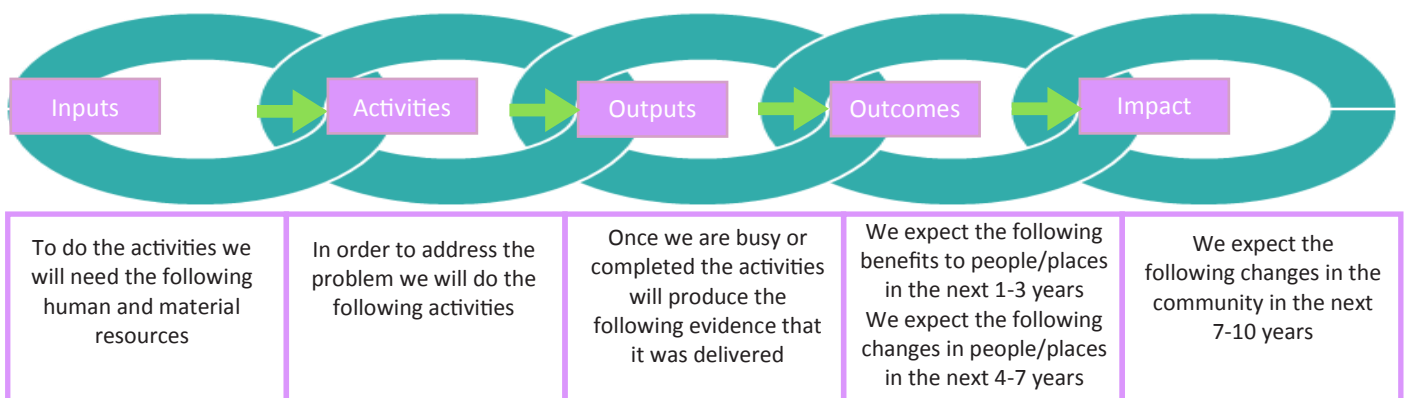 Inputs
Activities
Outputs
Outcomes
Impact
To do the activities we
will need the following
human and material
resources
In order to address the
problem we will do the
following activities
Once we are busy or
completed the activities
will produce the
following evidence that
it was delivered
We expect the following
benefits to people/places
in the next 1-3 years
We expect the following
changes in people/places
in the next 4-7 years
We expect the
following changes in the
community in the next
7-10 years